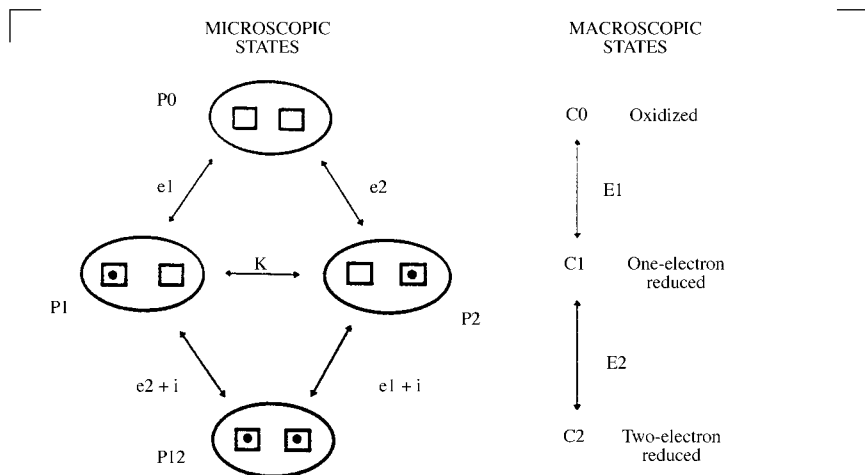 MICROSCOPIC
STATES
MACROSCOPIC
STATES
P0
C0 Oxidized
e1
e2
E1
K
C1 One-electron
reduced
P1
P2
E2
e2 + i
e1 + i
C2 Two-electron
reduced
P12